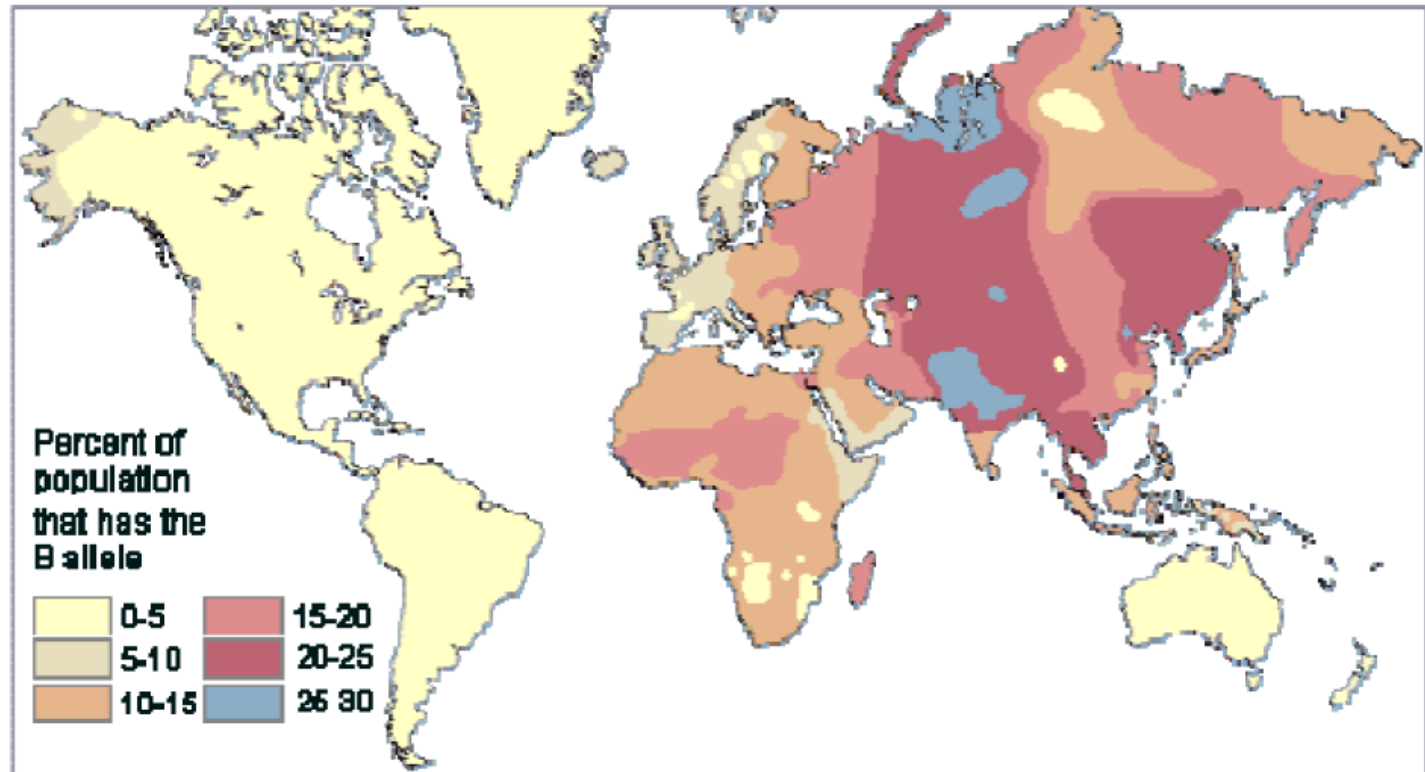 Percent of
population
that has the
B allele
0-5
5-10
10-15
15-20
20-25
25 30